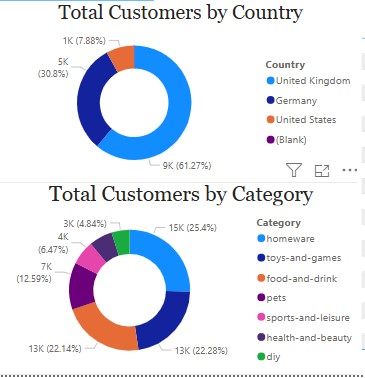 Total Customers by Country
1K (7.88%)
5K
(30.8%)
9K (61.27%)
Country
United Kingdom
Germany
United States
(Blank)
Total Customers by Category
3K (4.84%)
4K
(6.47%)
7K
(12.59%)
13K (22.14%)
15K (25.4%)
13K (22.28%)
Category
homeware
toys-and-games
food-and-drink
pets
sports-and-leisure
health-and-beauty
diy